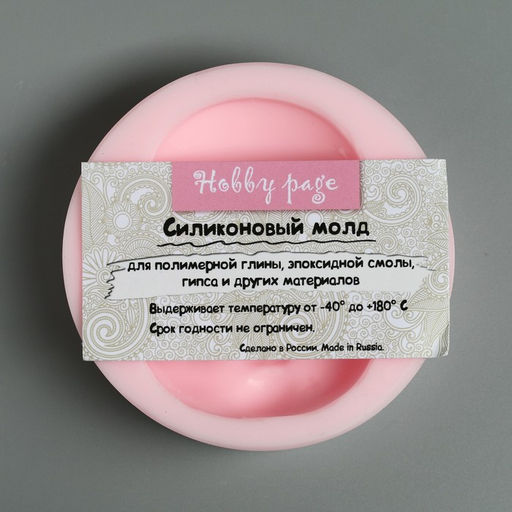 Hobby page
Силиконовый молд
для полимерной глины, эпоксидной смолы,
гипса и других материалов
Выдерживает температуру от -40° до +180° С
Срок годности не ограничен.
Сделано в России. Made in Russia.